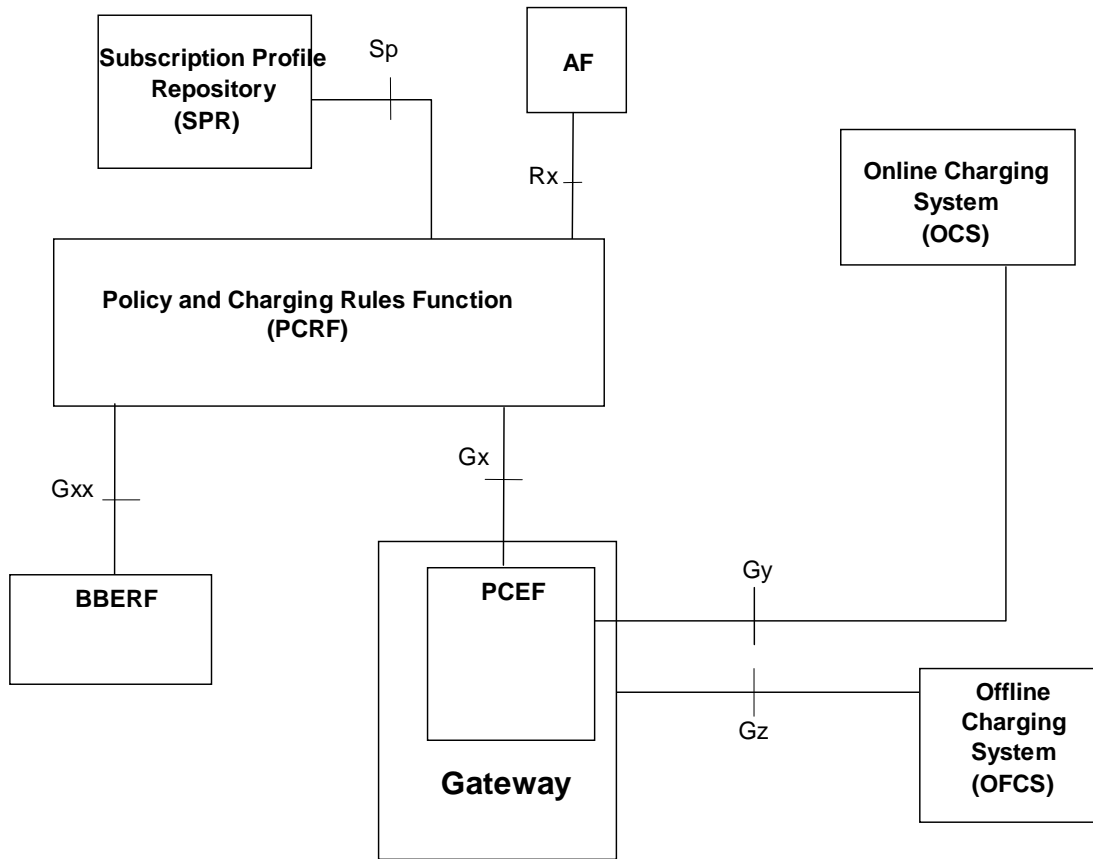 Subscription Profile
Repository
(SPR)
Sp
AF
Rx
Online Charging
System
(OCS)
Policy and Charging Rules Function
(PCRF)
Gxx
Gx
BBERF
PCEF
Gy
Gz
Gateway
Offline
Charging
System
(OFCS)